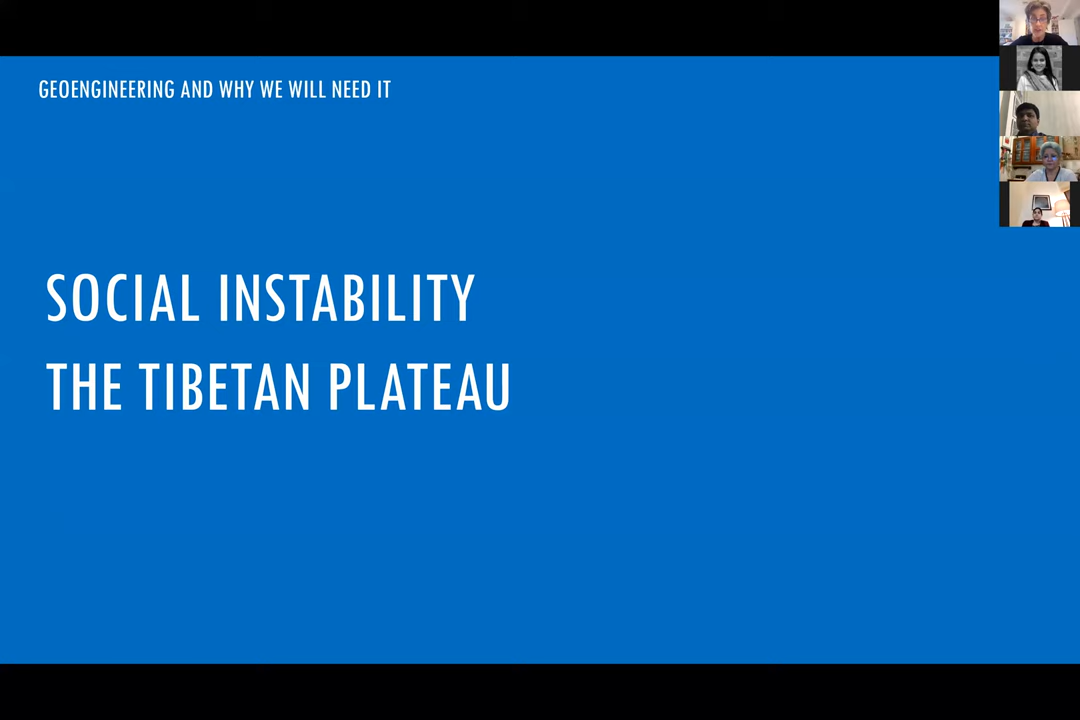 GEOENGINEERING AND WHY WE WILL NEED IT
SOCIAL INSTABILITY
THE TIBETAN PLATEAU